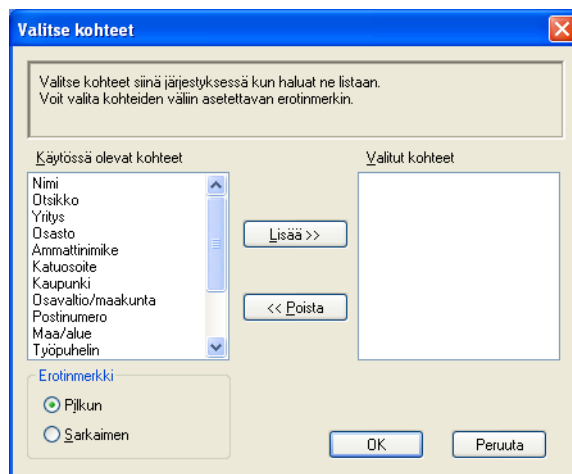 Valitse kohteet
Valitse kohteet siinä järjestyksessä kun haluat ne listaan.
Voit valita kohteiden väliin asetettavan erotinmerkin.
Käytössä olevat kohteet
Valitut kohteet
Nimi
Otsikko
Yritys
Osasto
Ammattinimike
Katuosoite
Kaupunki
Osavaltio/maakunta
Postinumero
Maa/alue
Työpuhelin
Lisää >>
<< Poista
Erotinmerkki
Pilkun
Sarkaimen
OK
Peruuta